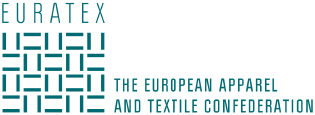 EURATEX
THE EUROPEAN APPAREL
AND TEXTILE CONFEDERATION